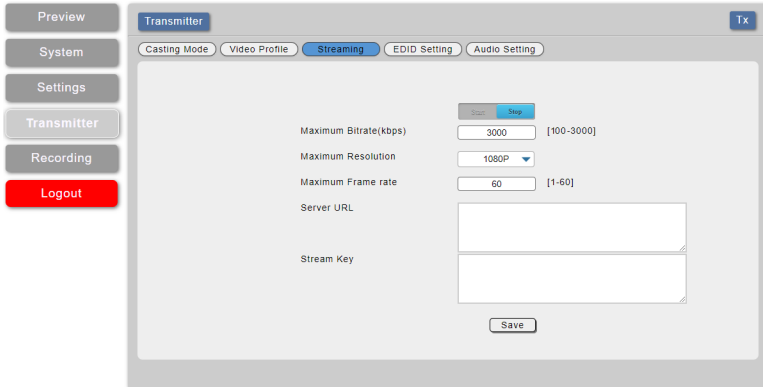 Preview
System
Settings
Transmitter
Recording
Logout
Transmitter Tx
Casting Mode Video Profile Streaming EDID Setting Audio Setting
Start Stop
Maximum Bitrate(kbps) 3000 [100-3000]
Maximum Resolution 1080P
Maximum Frame rate 60 [1-60]
Server URL
Stream Key
Save